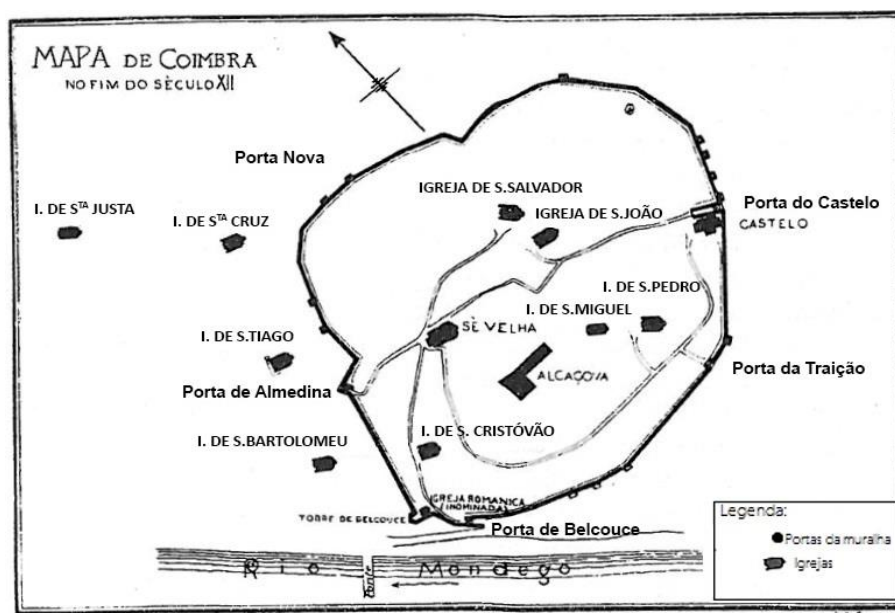 MAPA DE COIMBRA
NO FIM DO SÈCULO XII
Porta Nova
IGREJA DE S.SALVADOR
I. DE STA JUSTA
I. DE STA CRUZ
IGREJA DE S.JOÃO
Porta do Castelo
CASTELO
I. DE S.PEDRO
I. DE S.MIGUEL
SÈ VELHA
I. DE S.TIAGO
ALCAÇOVA
Porta da Traição
Porta de Almedina
I. DE S. CRISTÓVÃO
I. DE S.BARTOLOMEU
IGREJA ROMANICA
(INOMINADA)
TORRE DE BELCOUCE
Porta de Belcouce
Legenda:
Portas da muralha
Igrejas
Rio Mondego
Ponte